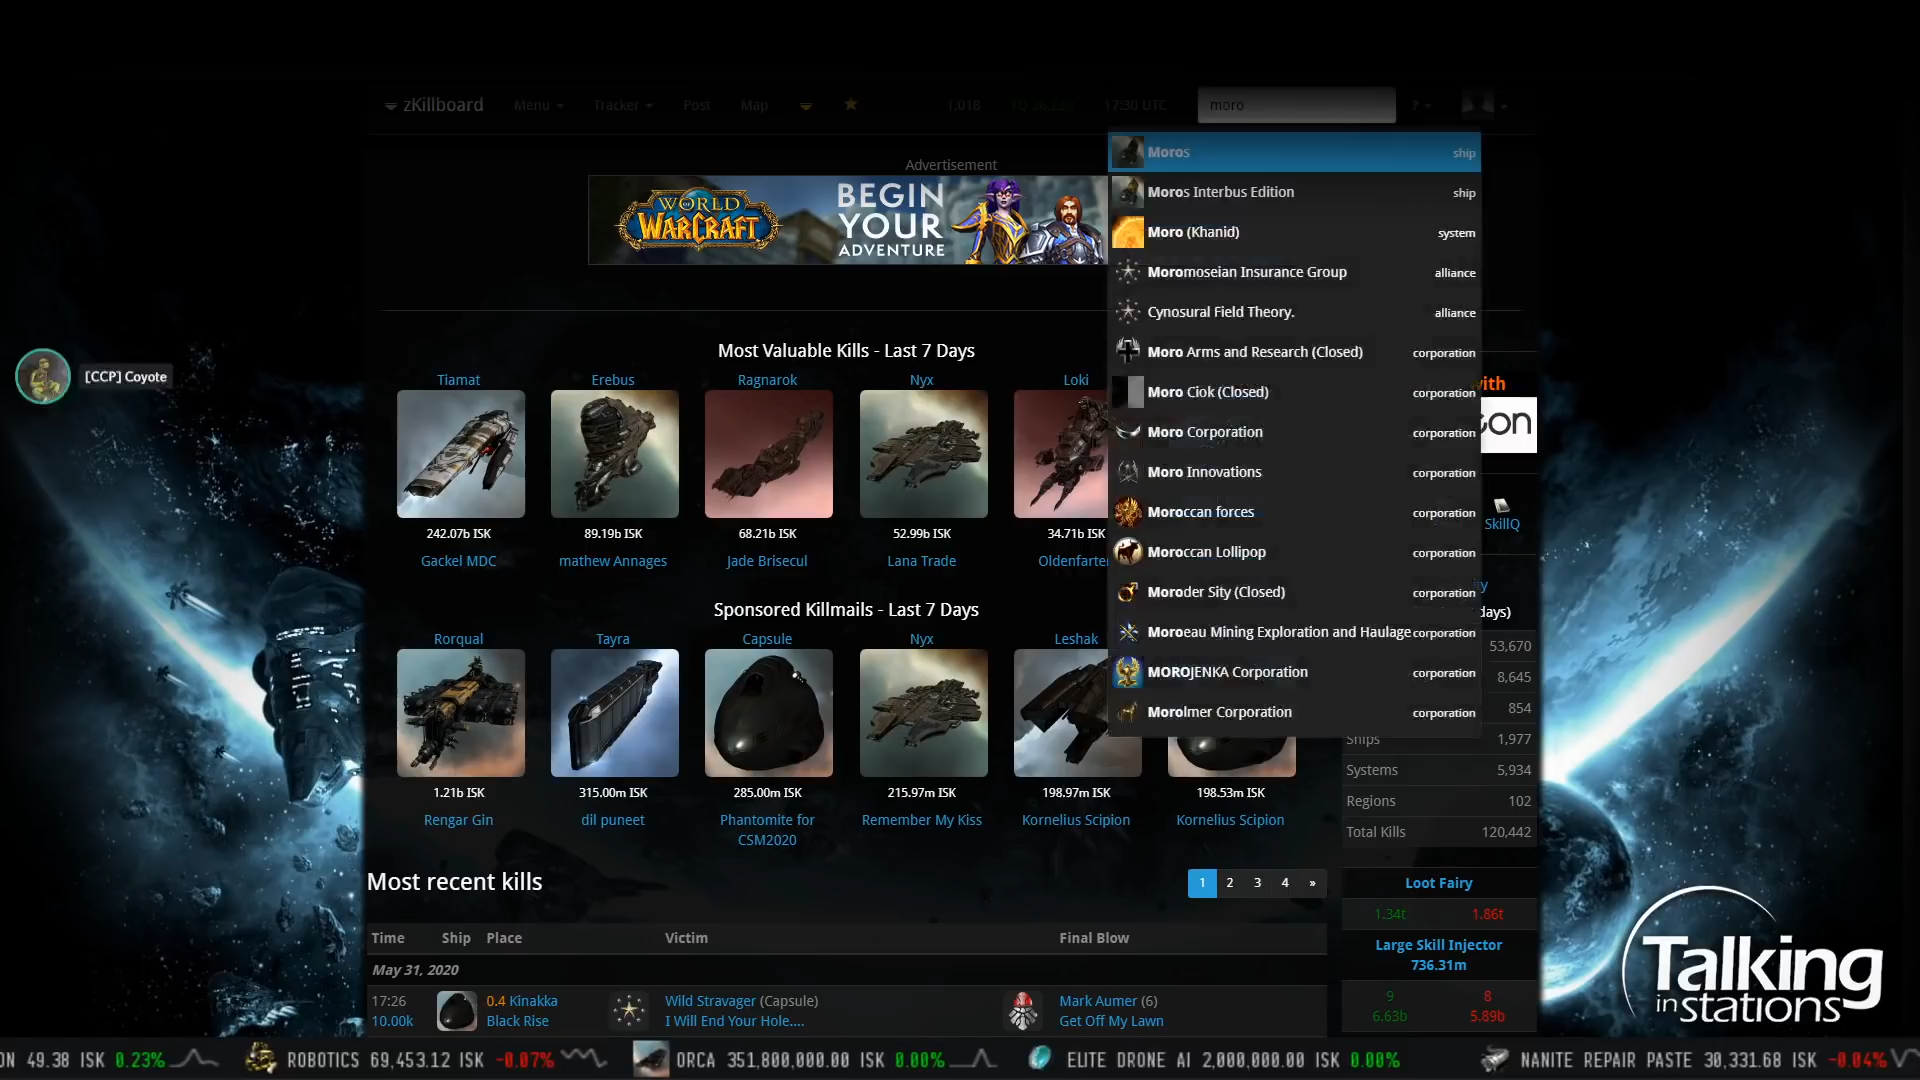 zKillboard Menu Tracker Post Map 1,018 17:30 UTC moro ?
Advertisement
WORLD OF WARCRAFT
BEGIN YOUR ADVENTURE
Moros ship
Moros Interbus Edition ship
Moro (Khanid) system
Moromoseian Insurance Group alliance
Cynosural Field Theory. alliance
Moro Arms and Research (Closed) corporation
Moro Ciok (Closed) corporation
Moro Corporation corporation
Moro Innovations corporation
Moroccan forces corporation
Moroccan Lollipop corporation
Moroder Sity (Closed) corporation
Moroeau Mining Exploration and Haulage corporation
MOROJENKA Corporation corporation
Morolmer Corporation corporation
[CCP] Coyote
Most Valuable Kills - Last 7 Days
Tiamat Erebus Ragnarok Nyx Loki
242.07b ISK 89.19b ISK 68.21b ISK 52.99b ISK 34.71b ISK
Gackel MDC mathew Annages Jade Brisecul Lana Trade Oldenfarte
Sponsored Killmails - Last 7 Days
Rorqual Tayra Capsule Nyx Leshak
1.21b ISK 315.00m ISK 285.00m ISK 215.97m ISK 198.97m ISK 198.53m ISK
Rengar Gin dil puneet Phantomite for CSM2020 Remember My Kiss Kornelius Scipion Kornelius Scipion
with
con
SkillQ
ty
days)
53,670
8,645
854
Ships 1,977
Systems 5,934
Regions 102
Total Kills 120,442
Most recent kills
1 2 3 4 »
Time Ship Place Victim Final Blow
May 31, 2020
17:26 0.4 Kinakka Wild Stravager (Capsule) Mark Aumer (6)
10.00k Black Rise I Will End Your Hole.... Get Off My Lawn
Loot Fairy
1.34t 1.86t
Large Skill Injector
736.31m
9 8
6.63b 5.89b
Talking in stations
ON 49.38 ISK 0.23% ROBOTICS 69,453.12 ISK -0.07% ORCA 351,800,000.00 ISK 0.00% ELITE DRONE AI 2,000,000.00 ISK 0.00% NANITE REPAIR PASTE 30,331.68 ISK -0.04%